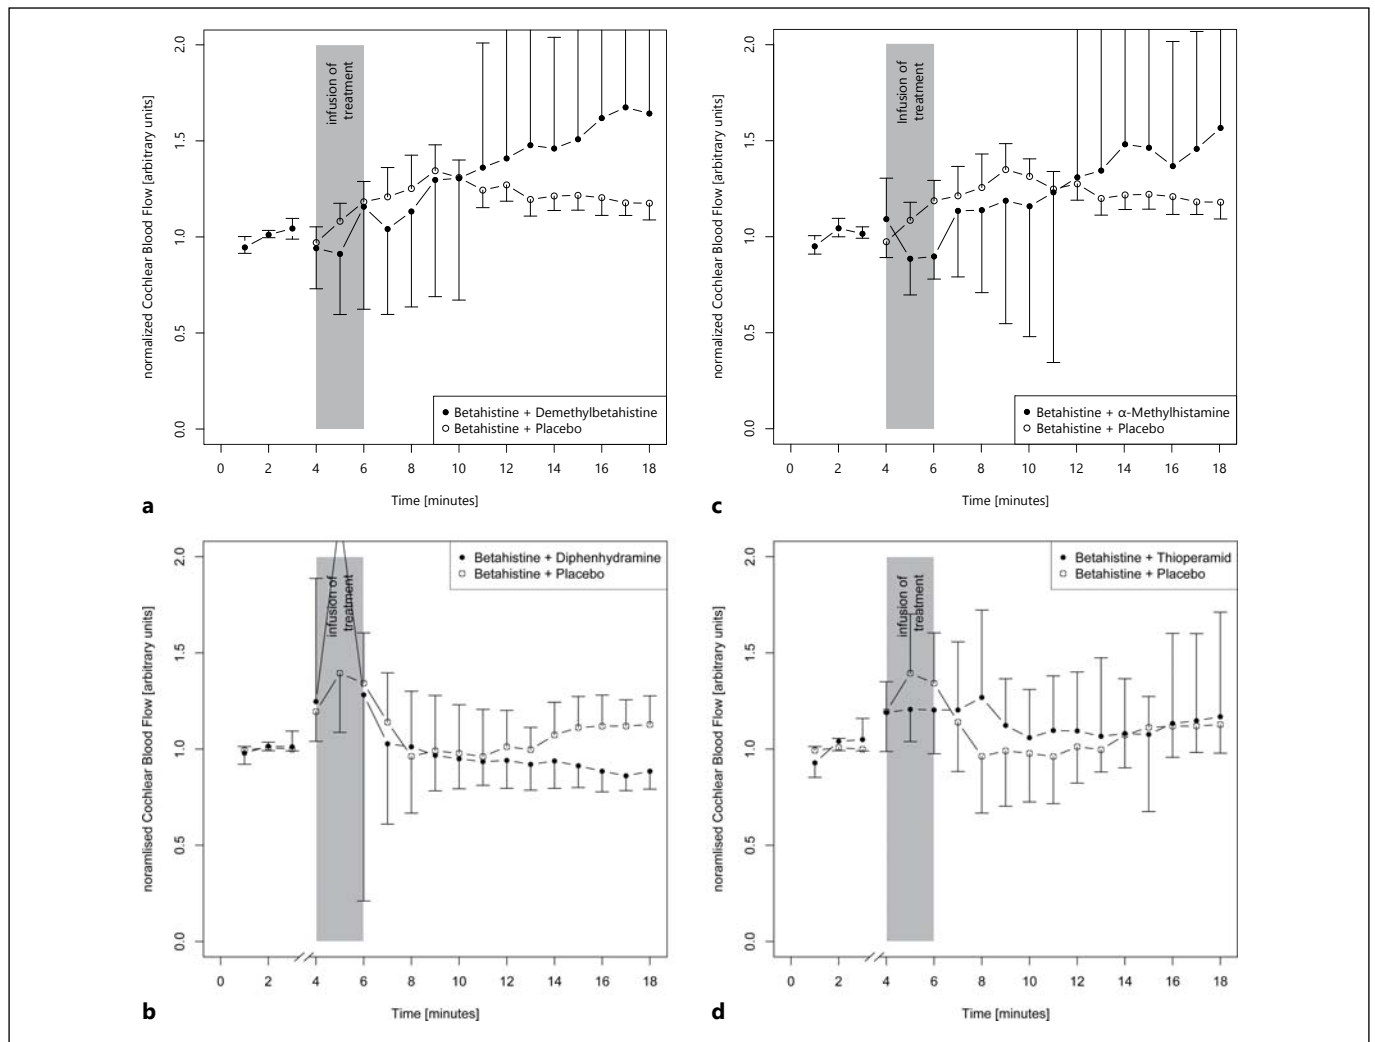 2.0
1.5
1.0
0.5
0.0
normalized Cochlear Blood Flow [arbitrary units]
infusion of
treatment
Betahistine + Demethylbetahistine
Betahistine + Placebo
0 2 4 6 8 10 12 14 16 18
Time [minutes]
a
2.0
1.5
1.0
0.5
0.0
normalized Cochlear Blood Flow [arbitrary units]
Infusion of
treatment
Betahistine + α-Methylhistamine
Betahistine + Placebo
0 2 4 6 8 10 12 14 16 18
Time [minutes]
c
2.0
1.5
1.0
0.5
0.0
noramlised Cochlear Blood Flow [arbitrary units]
infusion of
treatment
Betahistine + Diphenhydramine
Betahistine + Placebo
0 2 4 6 8 10 12 14 16 18
Time [minutes]
b
2.0
1.5
1.0
0.5
0.0
noramlised Cochlear Blood Flow [arbitrary units]
infusion of
treatment
Betahistine + Thioperamid
Betahistine + Placebo
0 2 4 6 8 10 12 14 16 18
Time [minutes]
d